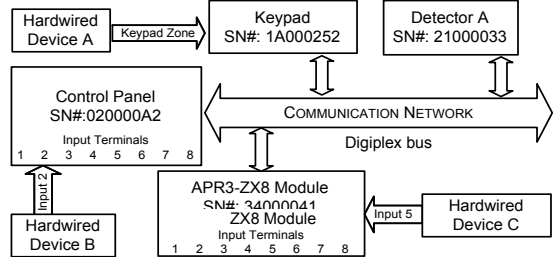 Hardwired
Device A
Keypad Zone
Keypad
SN#: 1A000252
Detector A
SN#: 21000033
Control Panel
SN#:020000A2
Input Terminals
1 2 3 4 5 6 7 8
COMMUNICATION NETWORK
Digiplex bus
Input 2
Hardwired
Device B
APR3-ZX8 Module
SN#: 34000041
ZX8 Module
Input Terminals
1 2 3 4 5 6 7 8
Input 5
Hardwired
Device C